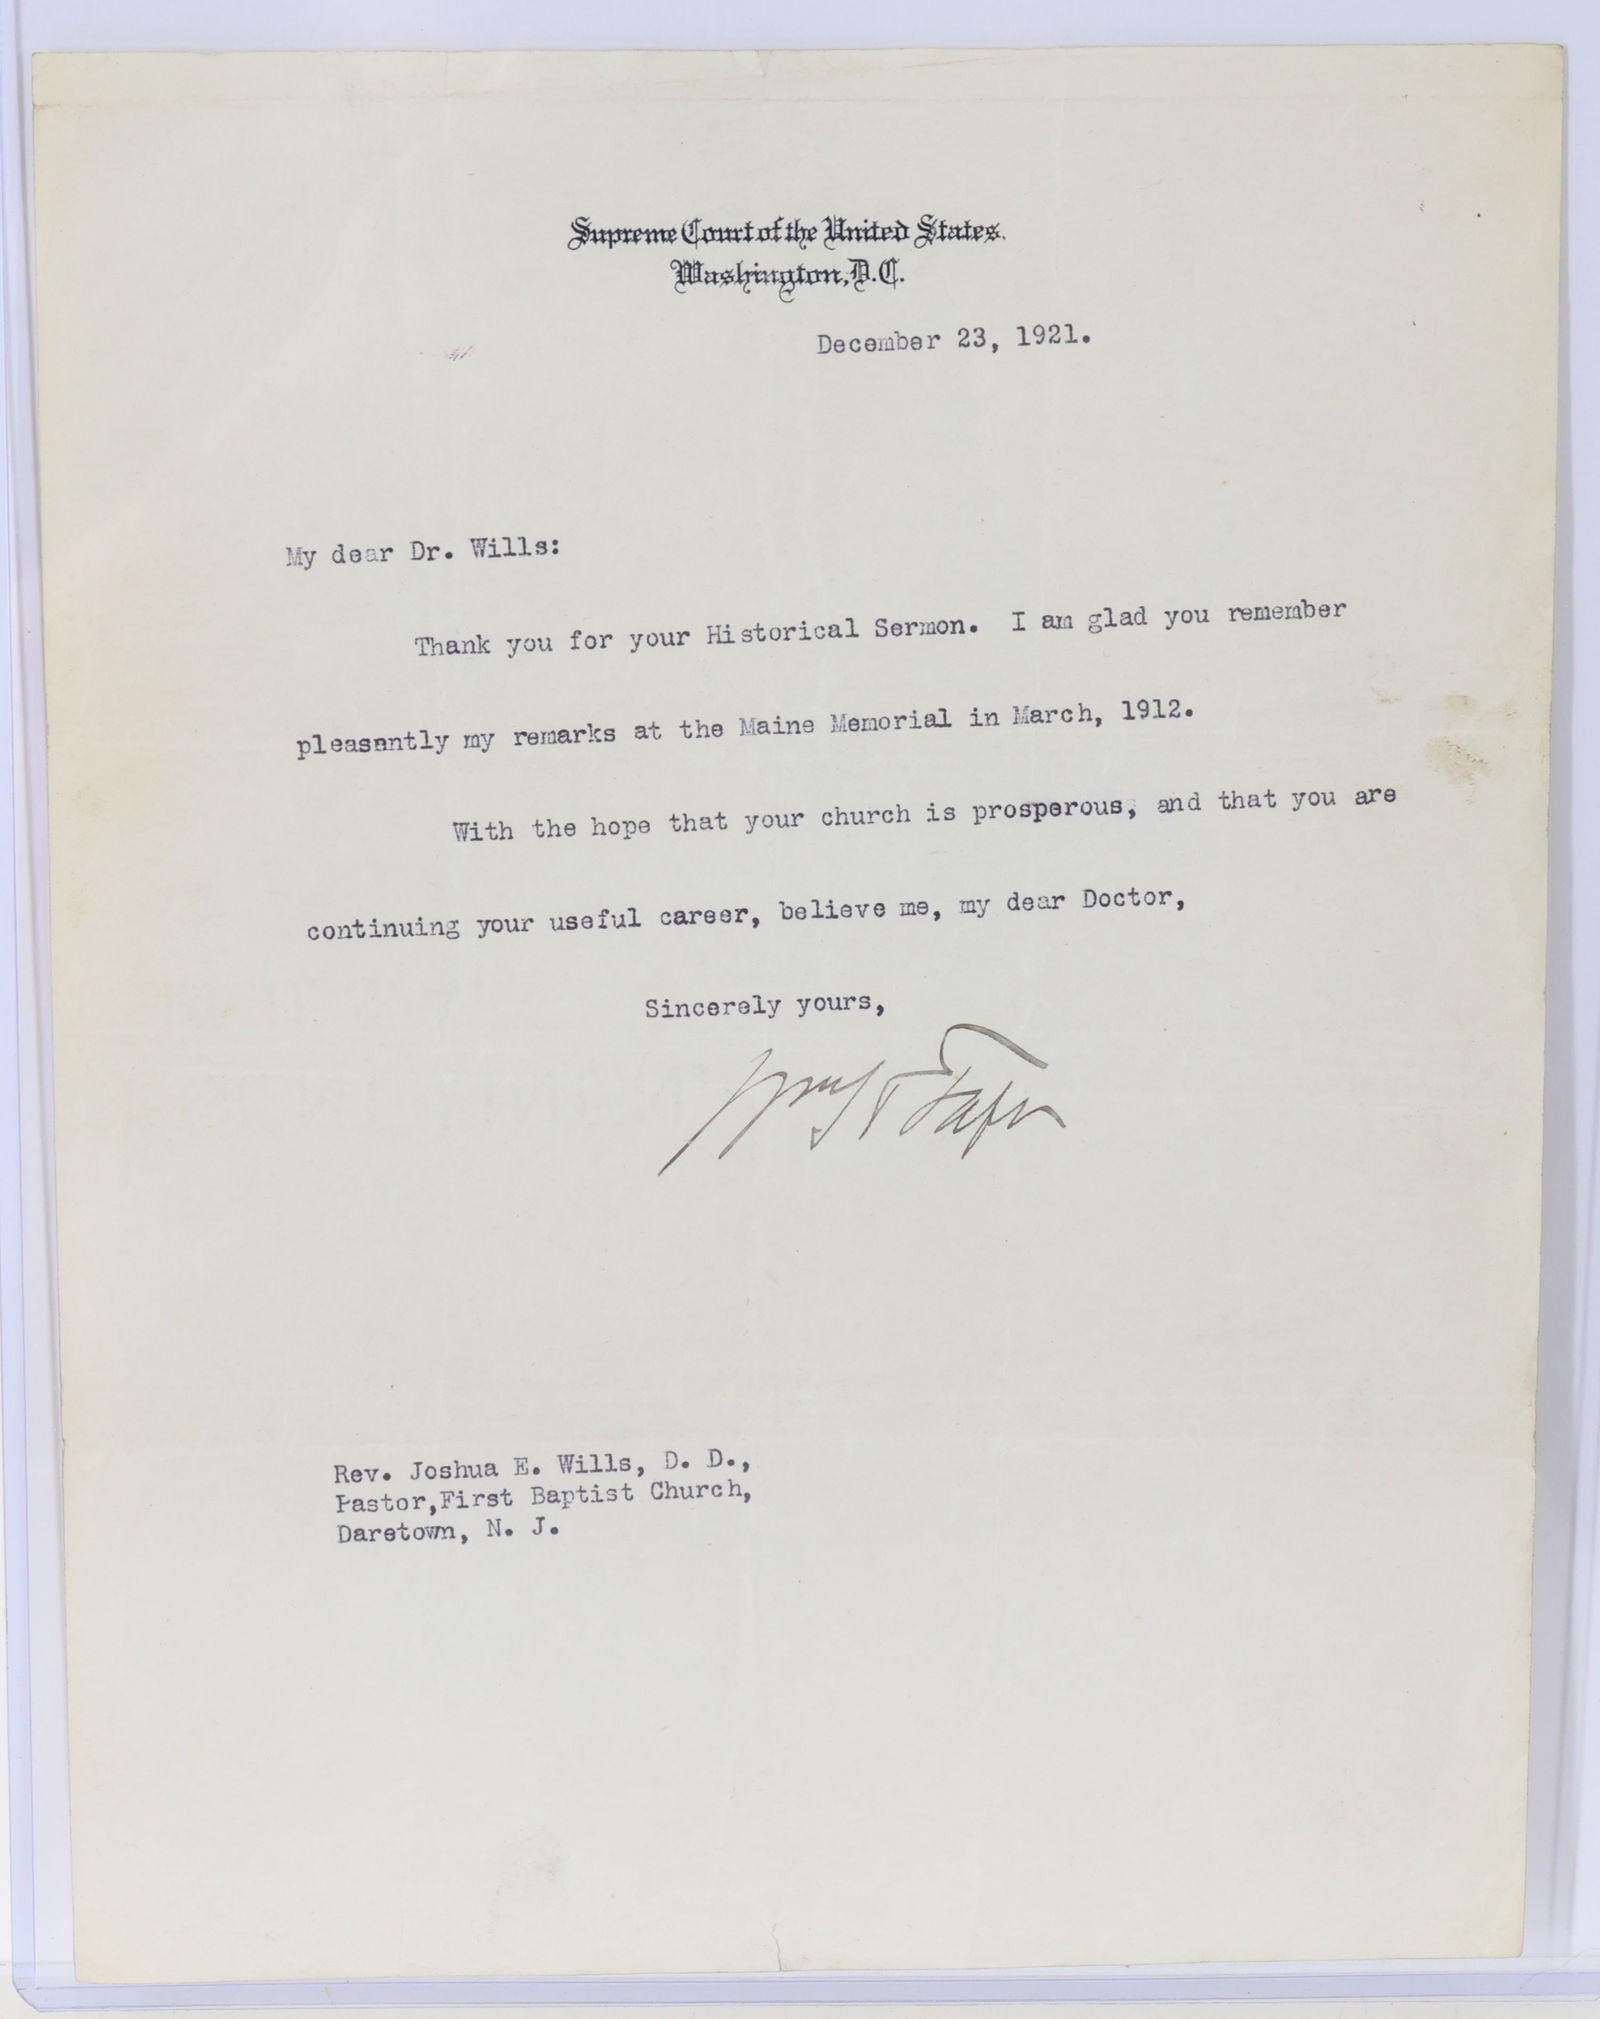 Supreme Court of the United States.
Washington, D.C.
December 23, 1921.
My dear Dr. Wills:
Thank you for your Historical Sermon. I am glad you remember
pleasantly my remarks at the Maine Memorial in March, 1912.
With the hope that your church is prosperous, and that you are
continuing your useful career, believe me, my dear Doctor,
Sincerely yours,
Wm H Taft
Rev. Joshua E. Wills, D. D.,
Pastor,First Baptist Church,
Daretown, N. J.